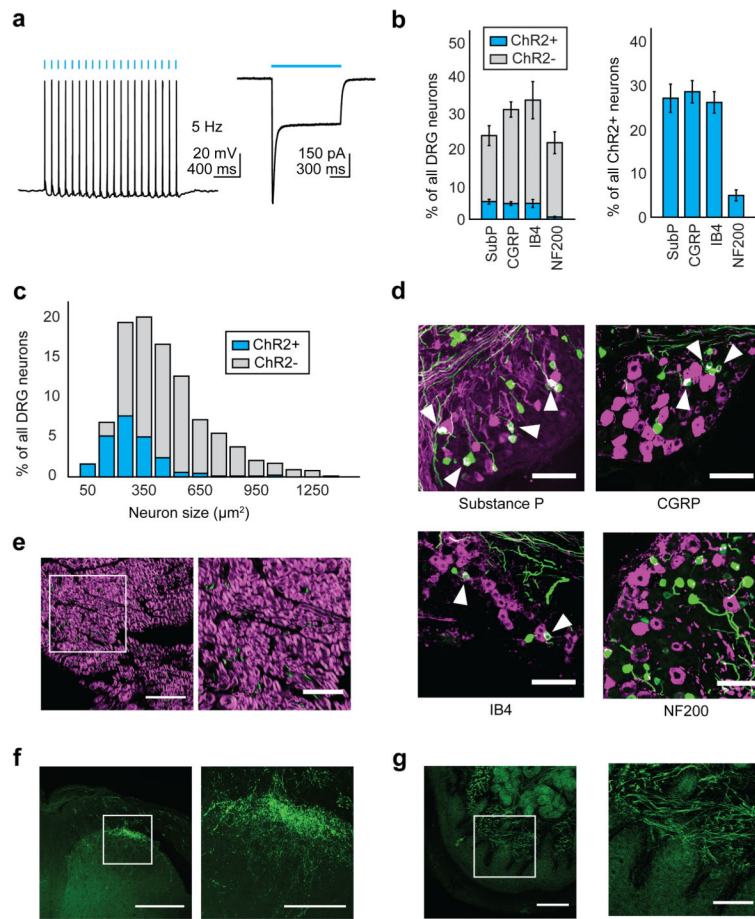 a
5 Hz
20 mV
400 ms
150 pA
300 ms
b
% of all DRG neurons
50
40
30
20
10
0
ChR2+
ChR2-
SubP
CGRP
IB4
NF200
% of all ChR2+ neurons
50
40
30
20
10
0
SubP
CGRP
IB4
NF200
c
% of all DRG neurons
20
15
10
5
0
ChR2+
ChR2-
50 350 650 950 1250
Neuron size (µm²)
d
Substance P
CGRP
IB4
NF200
e
f
g